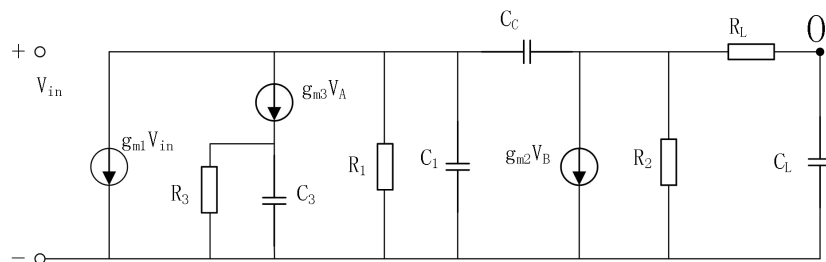 C_C
R_L
O
+
V_in
g_m3V_A
g_m1V_in
R_3
C_3
R_1
C_1
g_m2V_B
R_2
C_L
−